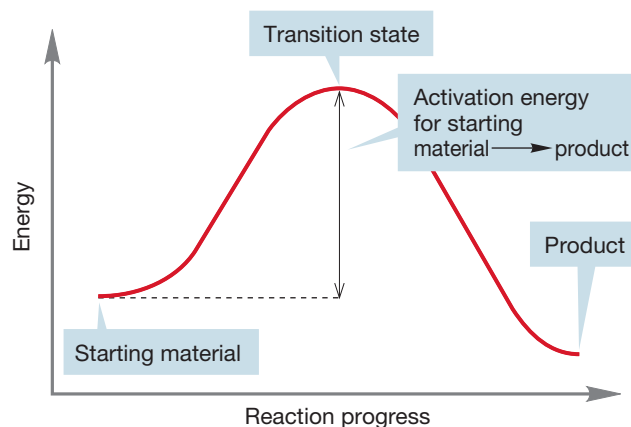 Transition state
Activation energy
for starting
material → product
Energy
Product
Starting material
Reaction progress